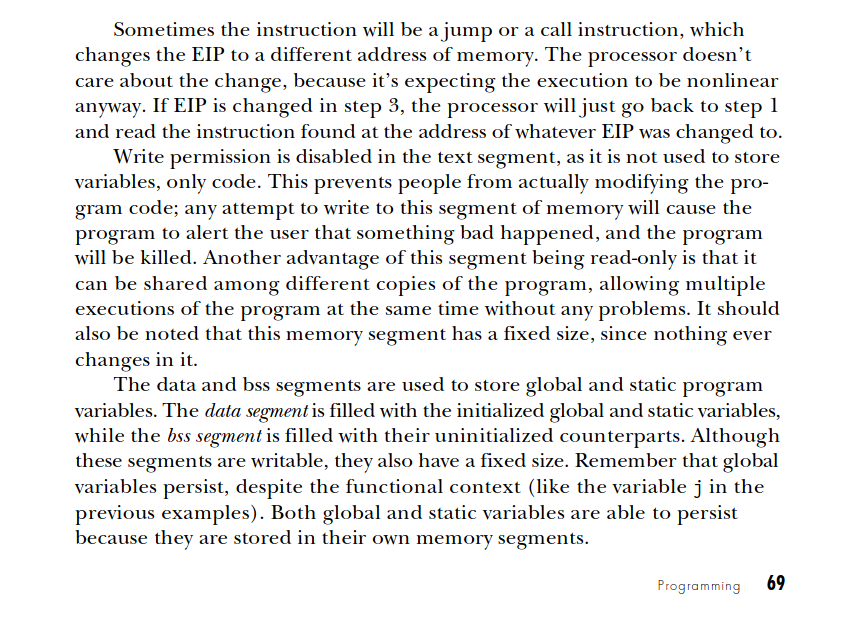 Sometimes the instruction will be a jump or a call instruction, which
changes the EIP to a different address of memory. The processor doesn't
care about the change, because it's expecting the execution to be nonlinear
anyway. If EIP is changed in step 3, the processor will just go back to step 1
and read the instruction found at the address of whatever EIP was changed to.
Write permission is disabled in the text segment, as it is not used to store
variables, only code. This prevents people from actually modifying the pro-
gram code; any attempt to write to this segment of memory will cause the
program to alert the user that something bad happened, and the program
will be killed. Another advantage of this segment being read-only is that it
can be shared among different copies of the program, allowing multiple
executions of the program at the same time without any problems. It should
also be noted that this memory segment has a fixed size, since nothing ever
changes in it.
The data and bss segments are used to store global and static program
variables. The data segment is filled with the initialized global and static variables,
while the bss segment is filled with their uninitialized counterparts. Although
these segments are writable, they also have a fixed size. Remember that global
variables persist, despite the functional context (like the variable j in the
previous examples). Both global and static variables are able to persist
because they are stored in their own memory segments.
Programming 69